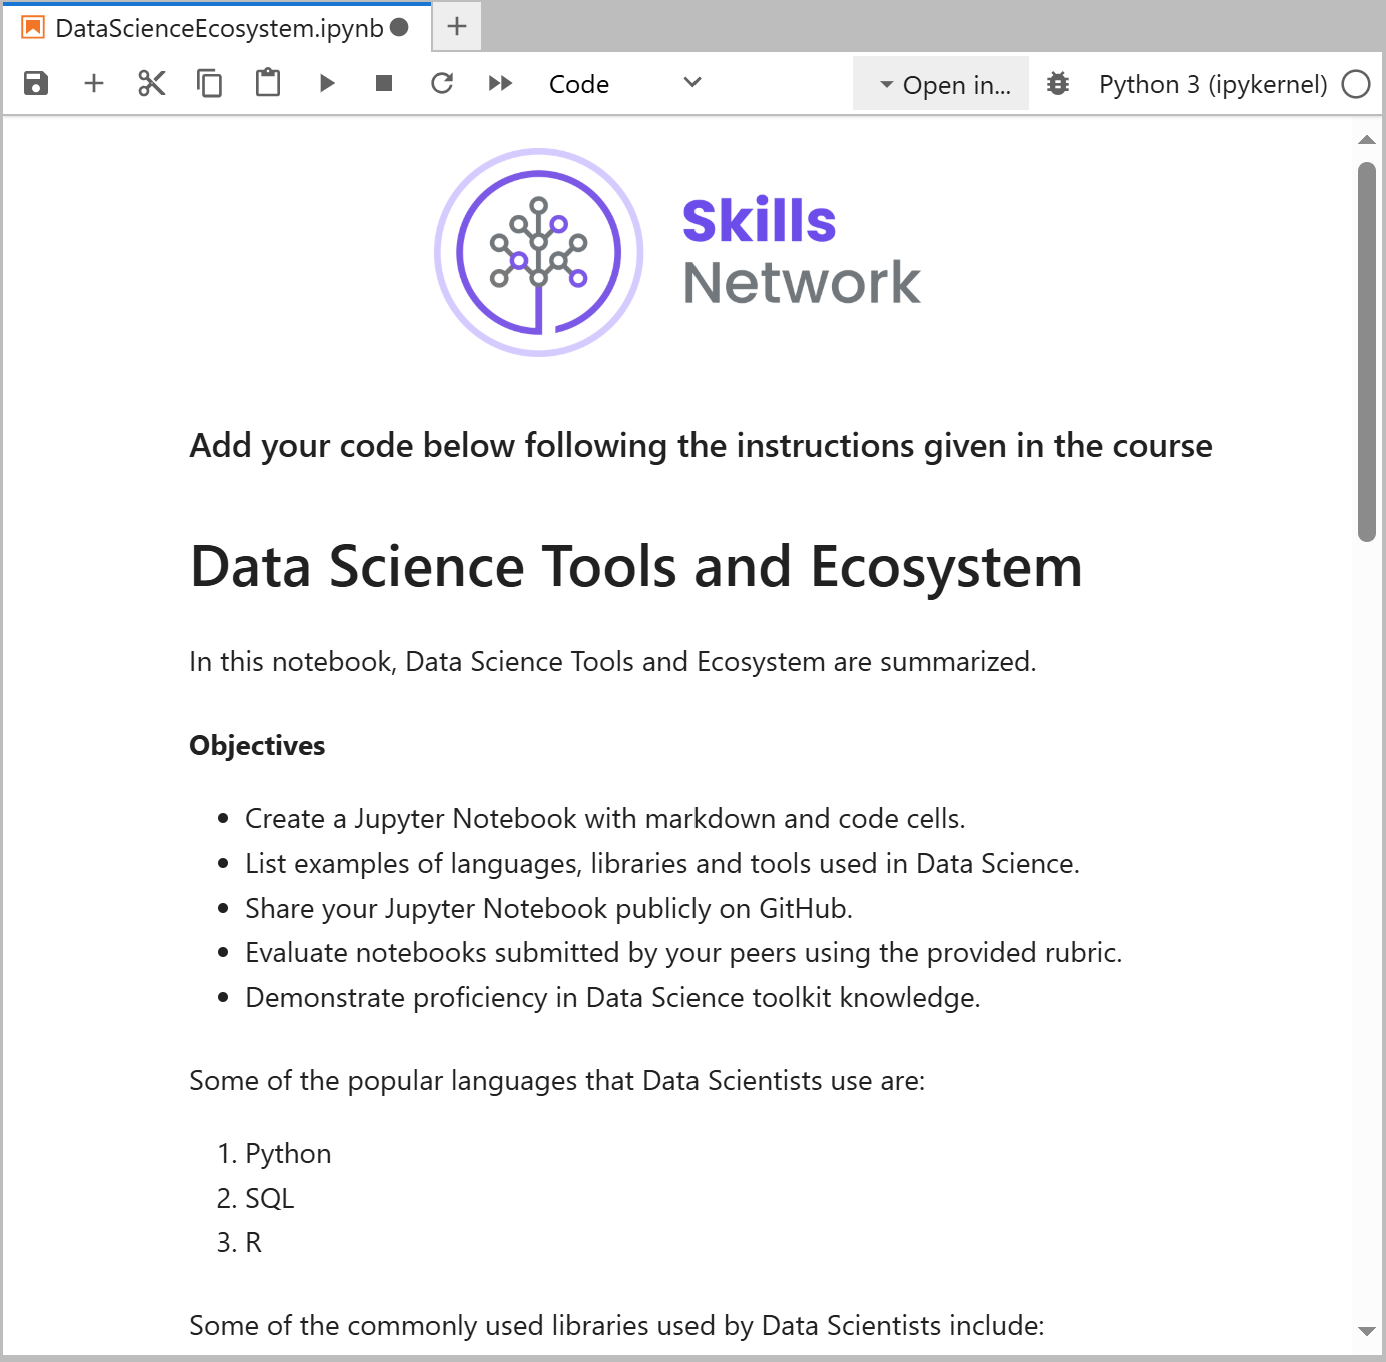 DataScienceEcosystem.ipynb
Code
Open in...
Python 3 (ipykernel)
Skills
Network
Add your code below following the instructions given in the course
Data Science Tools and Ecosystem
In this notebook, Data Science Tools and Ecosystem are summarized.
Objectives
• Create a Jupyter Notebook with markdown and code cells.
• List examples of languages, libraries and tools used in Data Science.
• Share your Jupyter Notebook publicly on GitHub.
• Evaluate notebooks submitted by your peers using the provided rubric.
• Demonstrate proficiency in Data Science toolkit knowledge.
Some of the popular languages that Data Scientists use are:
1. Python
2. SQL
3. R
Some of the commonly used libraries used by Data Scientists include: